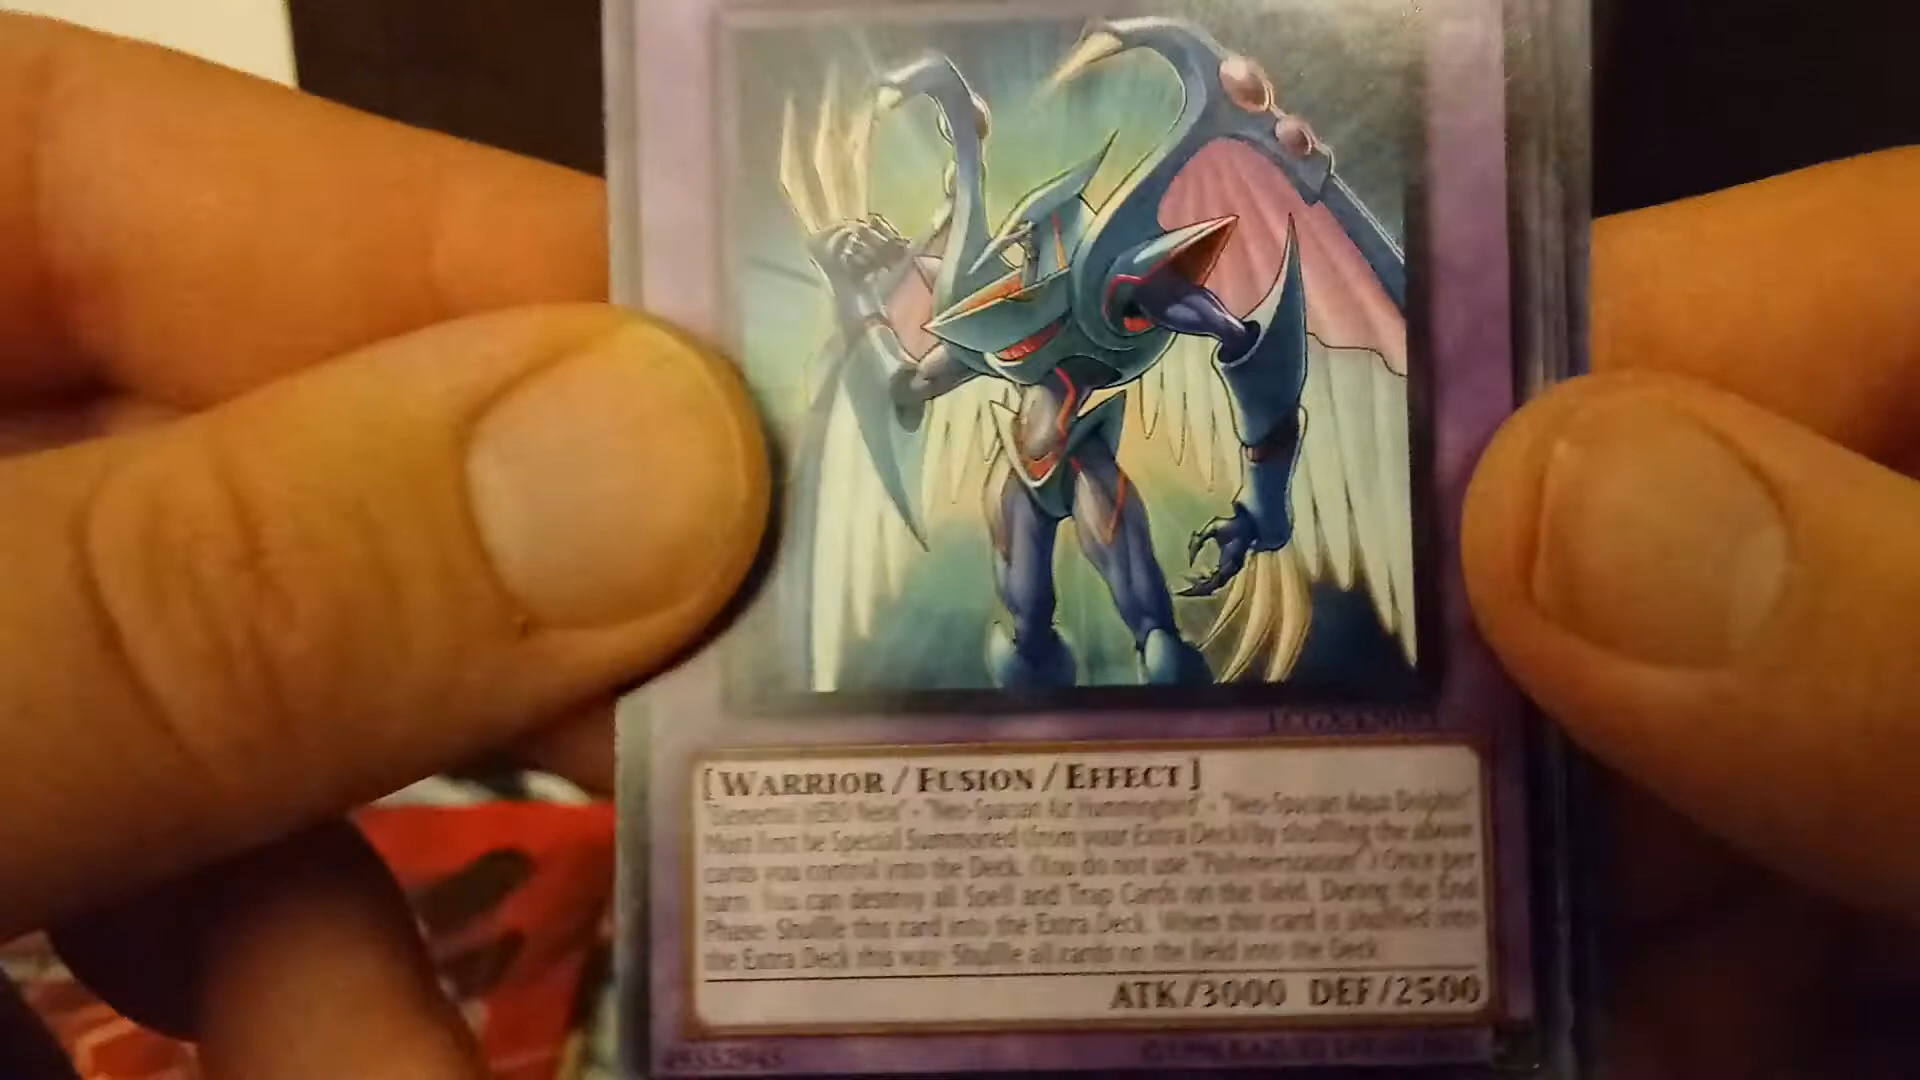 LCGX-EN
[WARRIOR / FUSION / EFFECT]
"Elemental HERO Neos" - "Neo-Spacian Air Hummingbird" - "Neo-Spacian Aqua Dolphin"
Must first be Special Summoned (from your Extra Deck) by shuffling the above
cards you control into the Deck. (You do not use "Polymerization".) Once per
turn: You can destroy all Spell and Trap Cards on the field. During the End
Phase: Shuffle this card into the Extra Deck. When this card is shuffled into
the Extra Deck this way: Shuffle all cards on the field into the Deck.
ATK/3000 DEF/2500